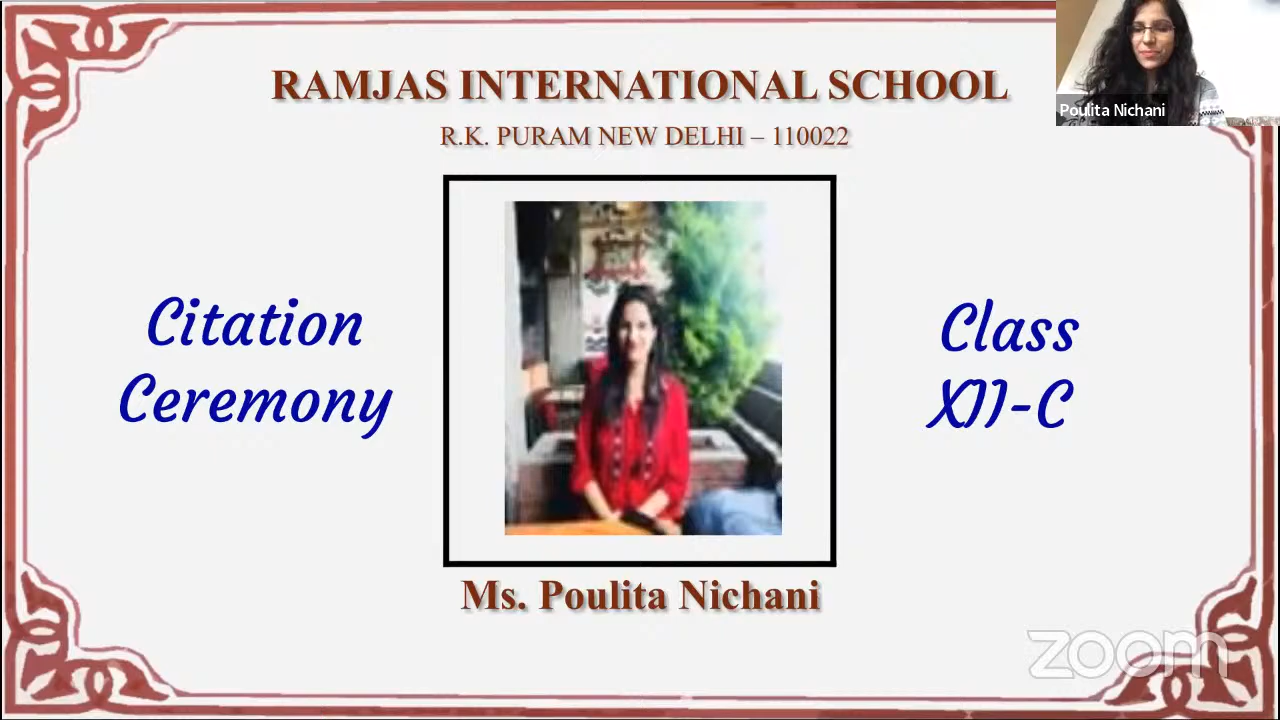 RAMJAS INTERNATIONAL SCHOOL
R.K. PURAM NEW DELHI – 110022
Poulita Nichani
Citation
Ceremony
Class
XII-C
Ms. Poulita Nichani
zoom